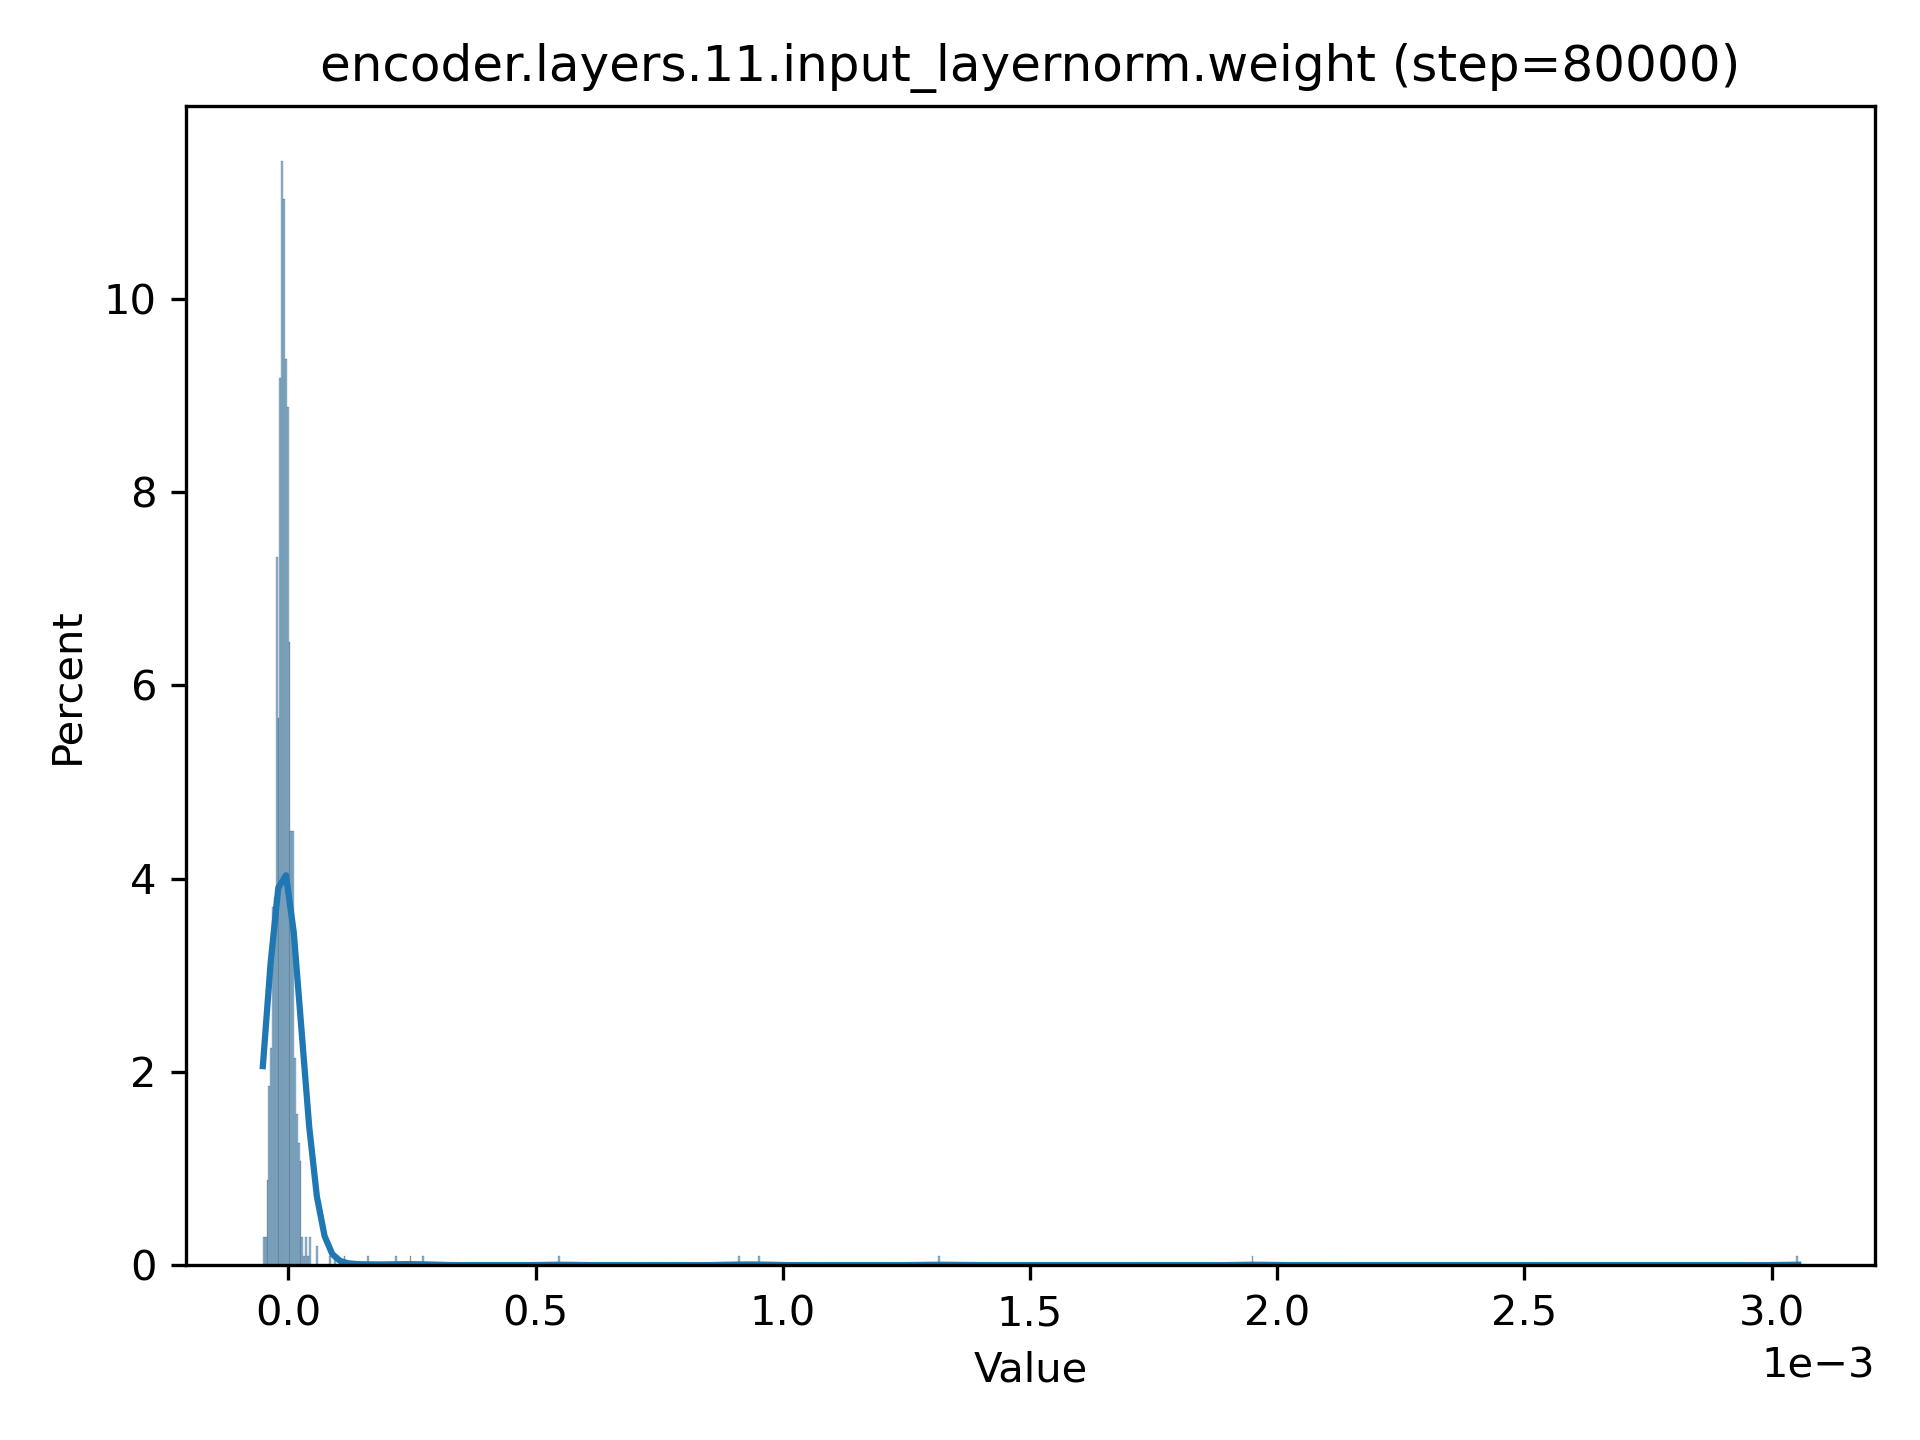 encoder.layers.11.input_layernorm.weight (step=80000)
Percent
10
8
6
4
2
0
0.0 0.5 1.0 1.5 2.0 2.5 3.0
1e−3
Value